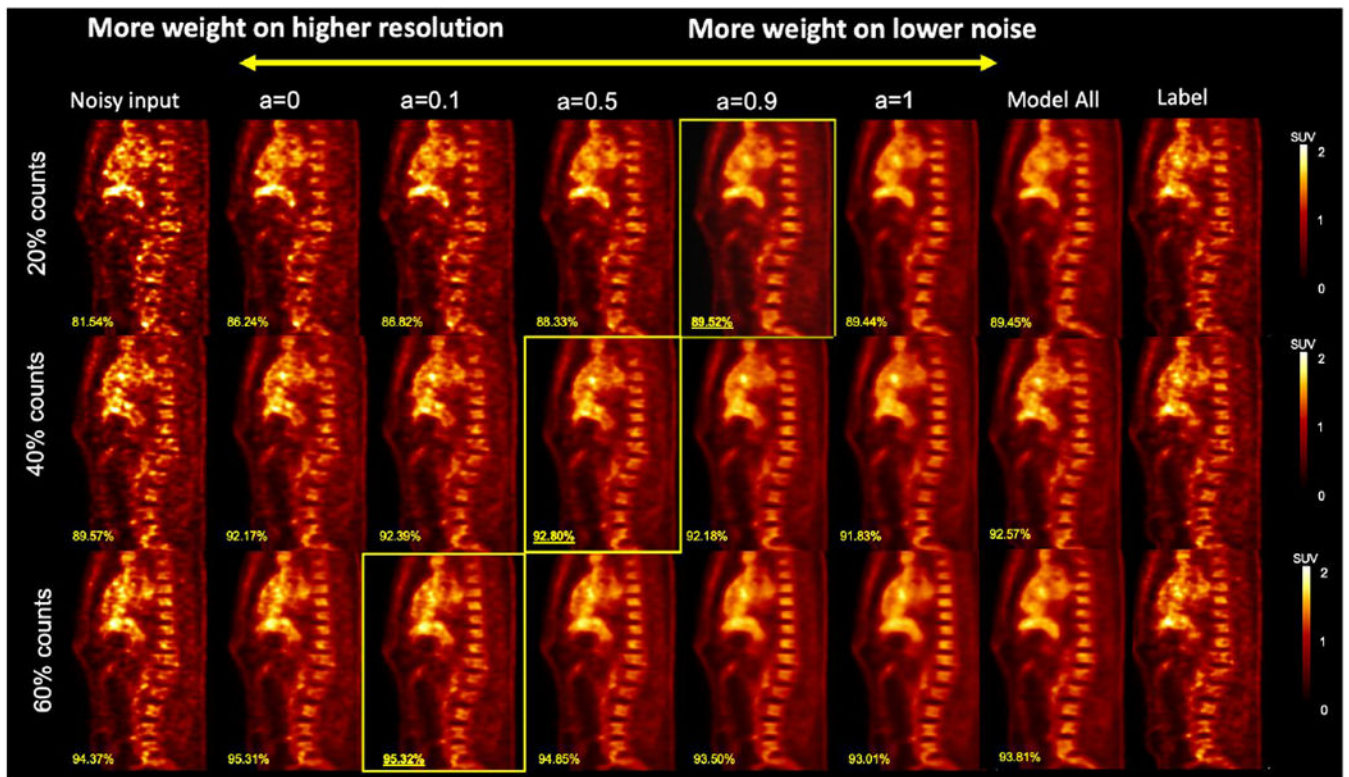 More weight on higher resolution More weight on lower noise
Noisy input a=0 a=0.1 a=0.5 a=0.9 a=1 Model All Label
20% counts
SUV
2
1
0
81.54% 86.24% 86.82% 88.33% 89.52% 89.44% 89.45%
40% counts
SUV
2
1
0
89.57% 92.17% 92.39% 92.80% 92.18% 91.83% 92.57%
60% counts
SUV
2
1
0
94.37% 95.31% 95.32% 94.85% 93.50% 93.01% 93.81%